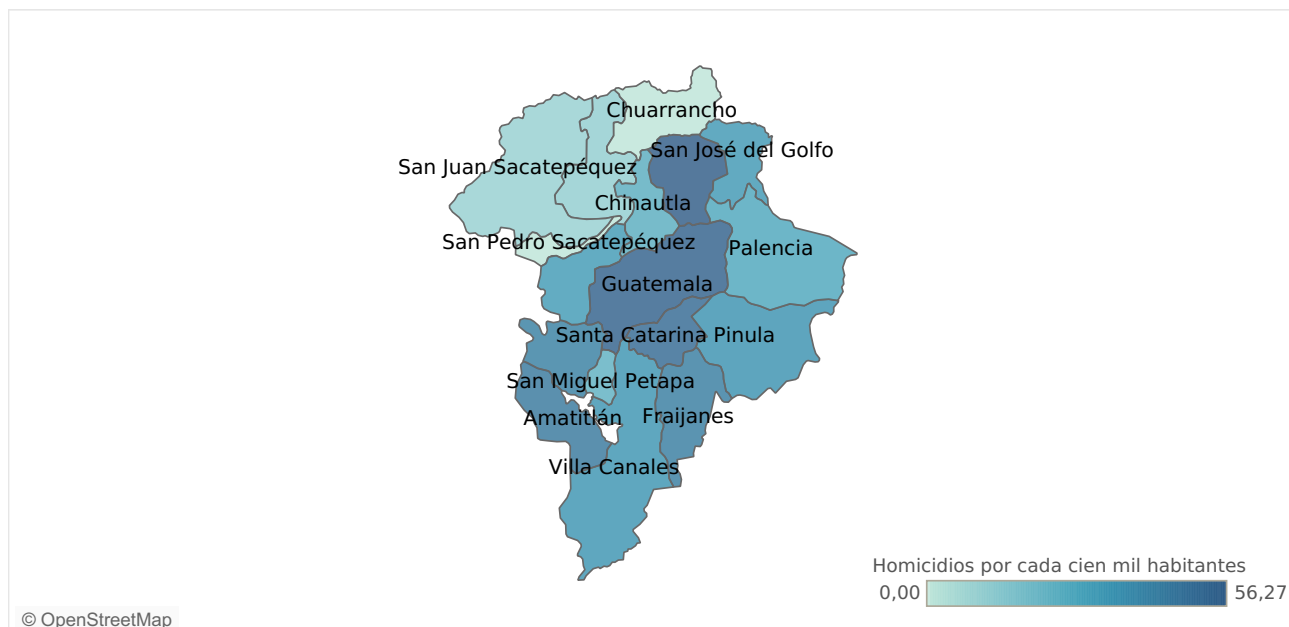 Chuarrancho
San José del Golfo
San Juan Sacatepéquez
Chinautla
San Pedro Sacatepéquez
Palencia
Guatemala
Santa Catarina Pinula
San Miguel Petapa
Amatitlán
Fraijanes
Villa Canales
Homicidios por cada cien mil habitantes
0,00
56,27
© OpenStreetMap